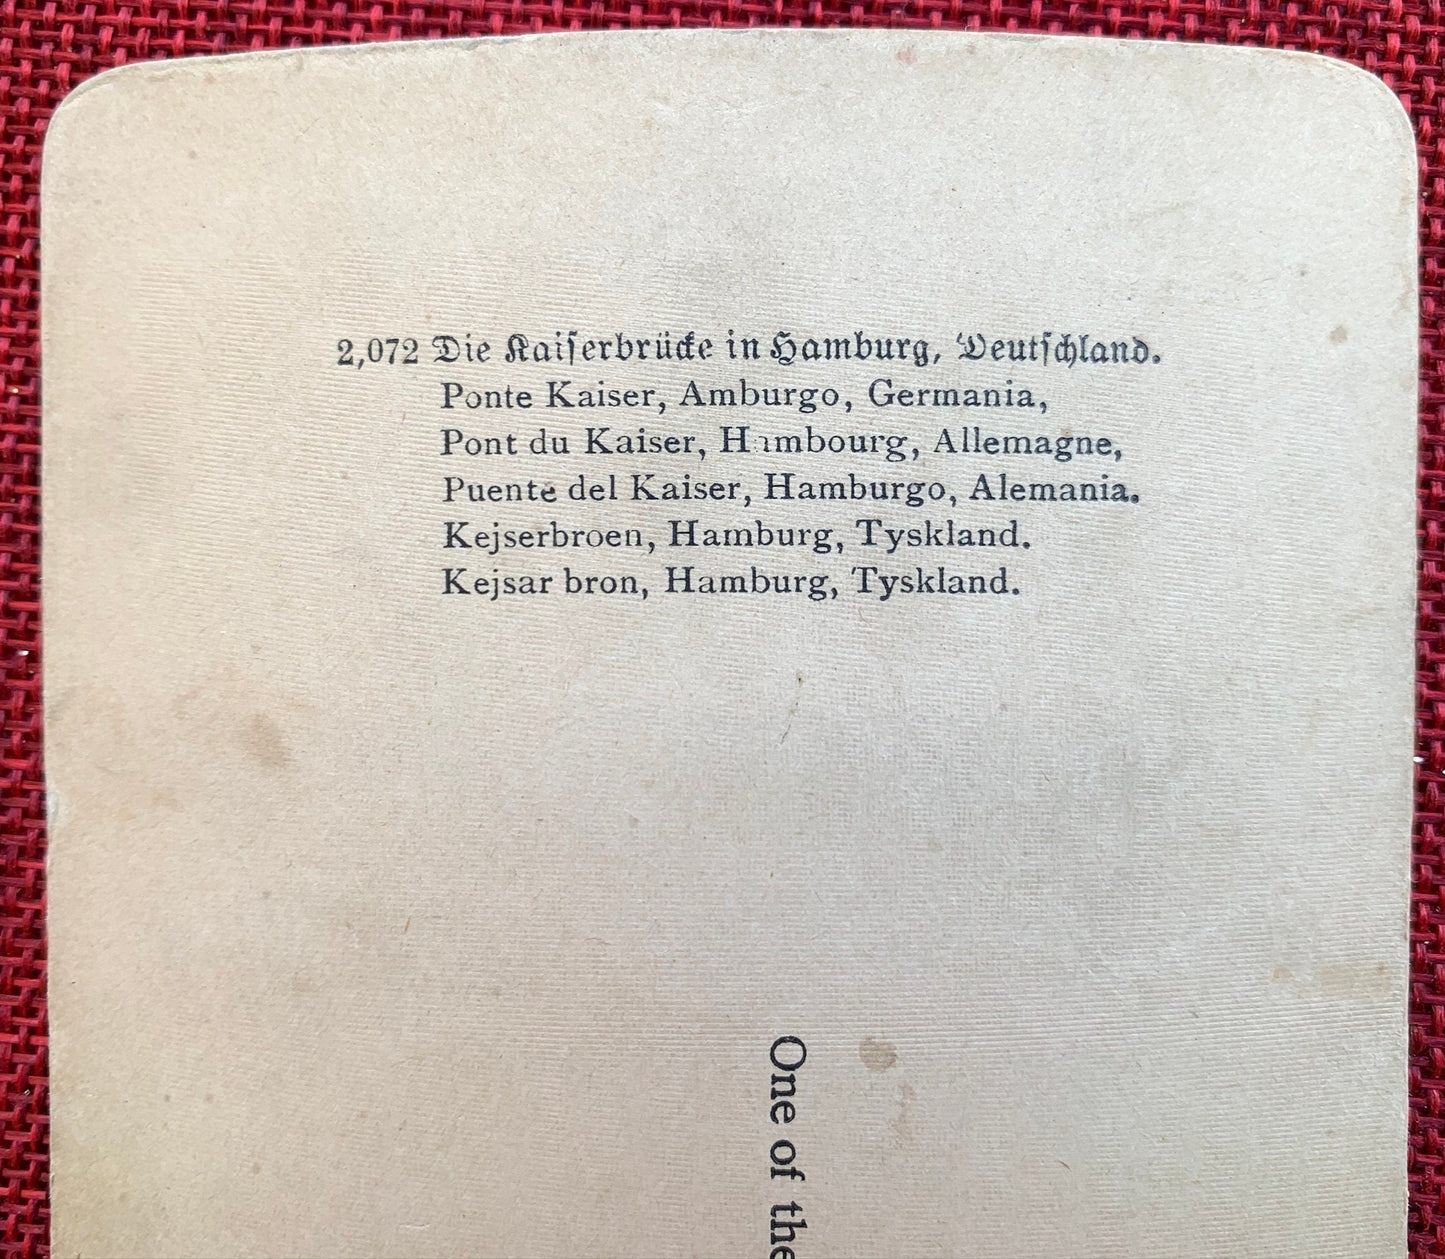 2,072 Die Kaiserbrücke in Hamburg, Deutschland.
Ponte Kaiser, Amburgo, Germania,
Pont du Kaiser, Hambourg, Allemagne,
Puente del Kaiser, Hamburgo, Alemania.
Kejserbroen, Hamburg, Tyskland.
Kejsar bron, Hamburg, Tyskland.
One of the